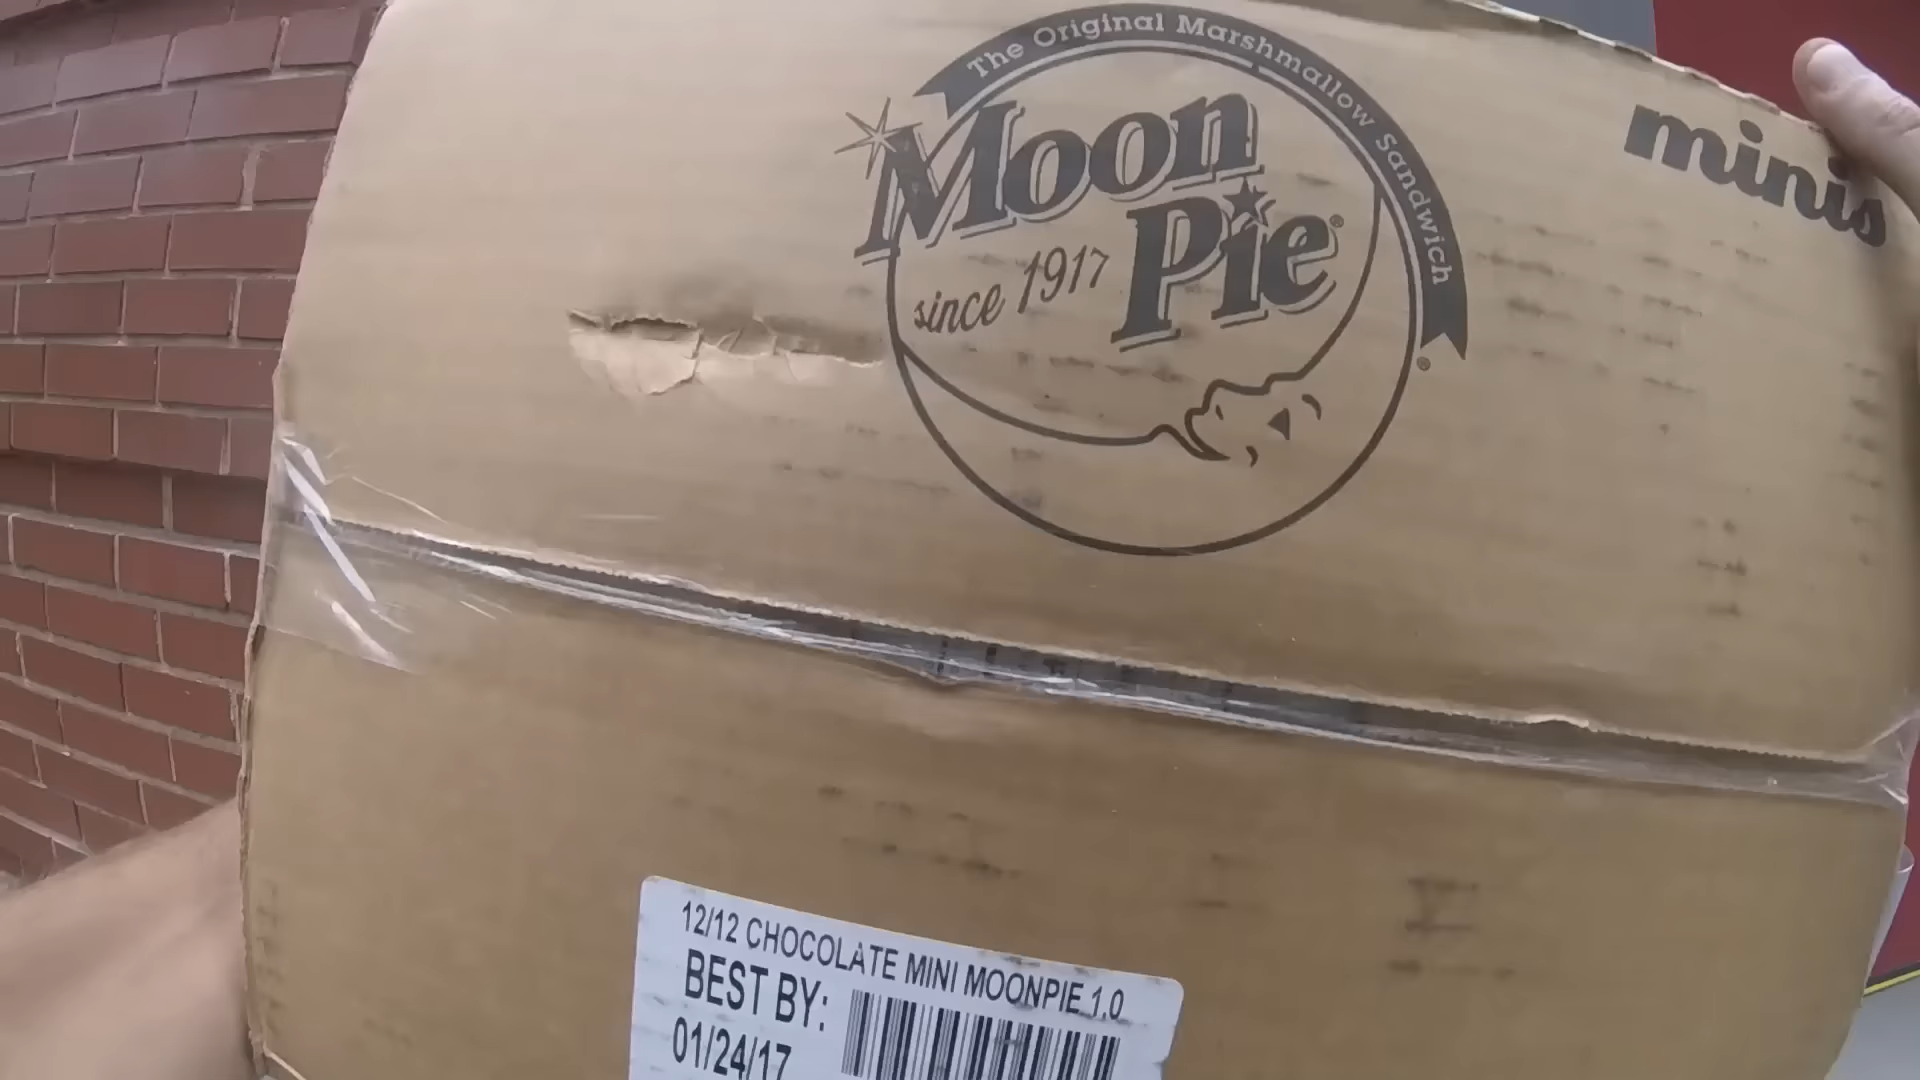 The Original Marshmallow Sandwich
Moon
Pie®
since 1917
minis
12/12 CHOCOLATE MINI MOONPIE 1.0
BEST BY:
01/24/17